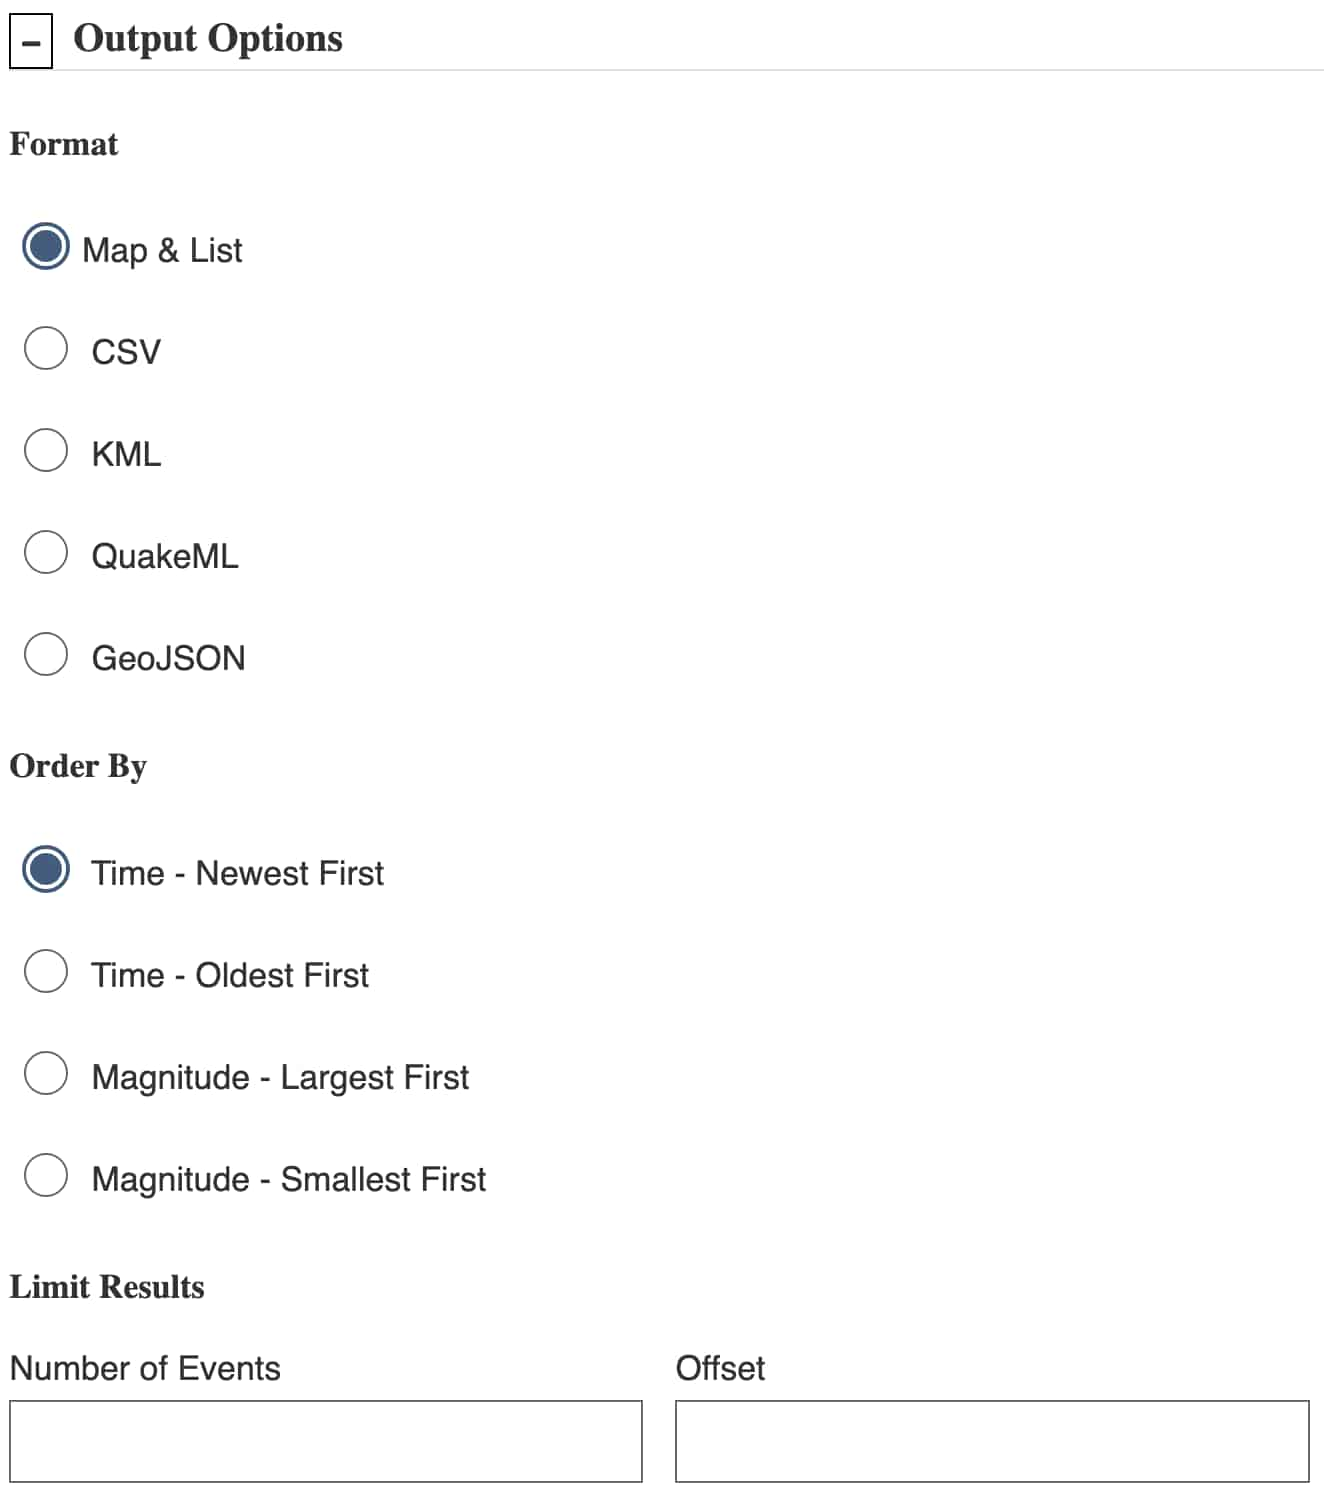 Output Options
Format
Map & List
CSV
KML
QuakeML
GeoJSON
Order By
Time - Newest First
Time - Oldest First
Magnitude - Largest First
Magnitude - Smallest First
Limit Results
Number of Events
Offset